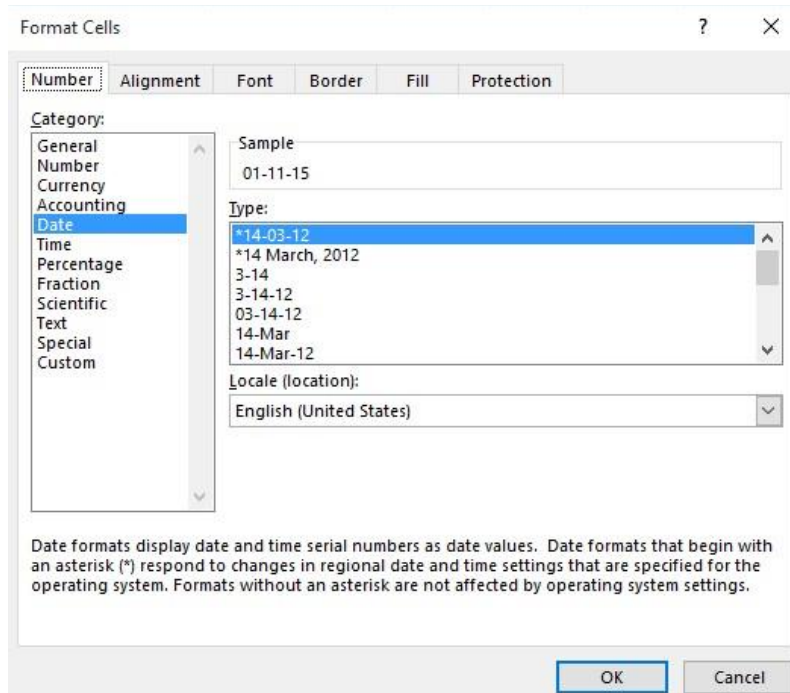 Format Cells ?
Number Alignment Font Border Fill Protection
Category:
General
Number
Currency
Accounting
Date
Time
Percentage
Fraction
Scientific
Text
Special
Custom
Sample
01-11-15
Type:
*14-03-12
*14 March, 2012
3-14
3-14-12
03-14-12
14-Mar
14-Mar-12
Locale (location):
English (United States)
Date formats display date and time serial numbers as date values. Date formats that begin with
an asterisk (*) respond to changes in regional date and time settings that are specified for the
operating system. Formats without an asterisk are not affected by operating system settings.
OK Cancel